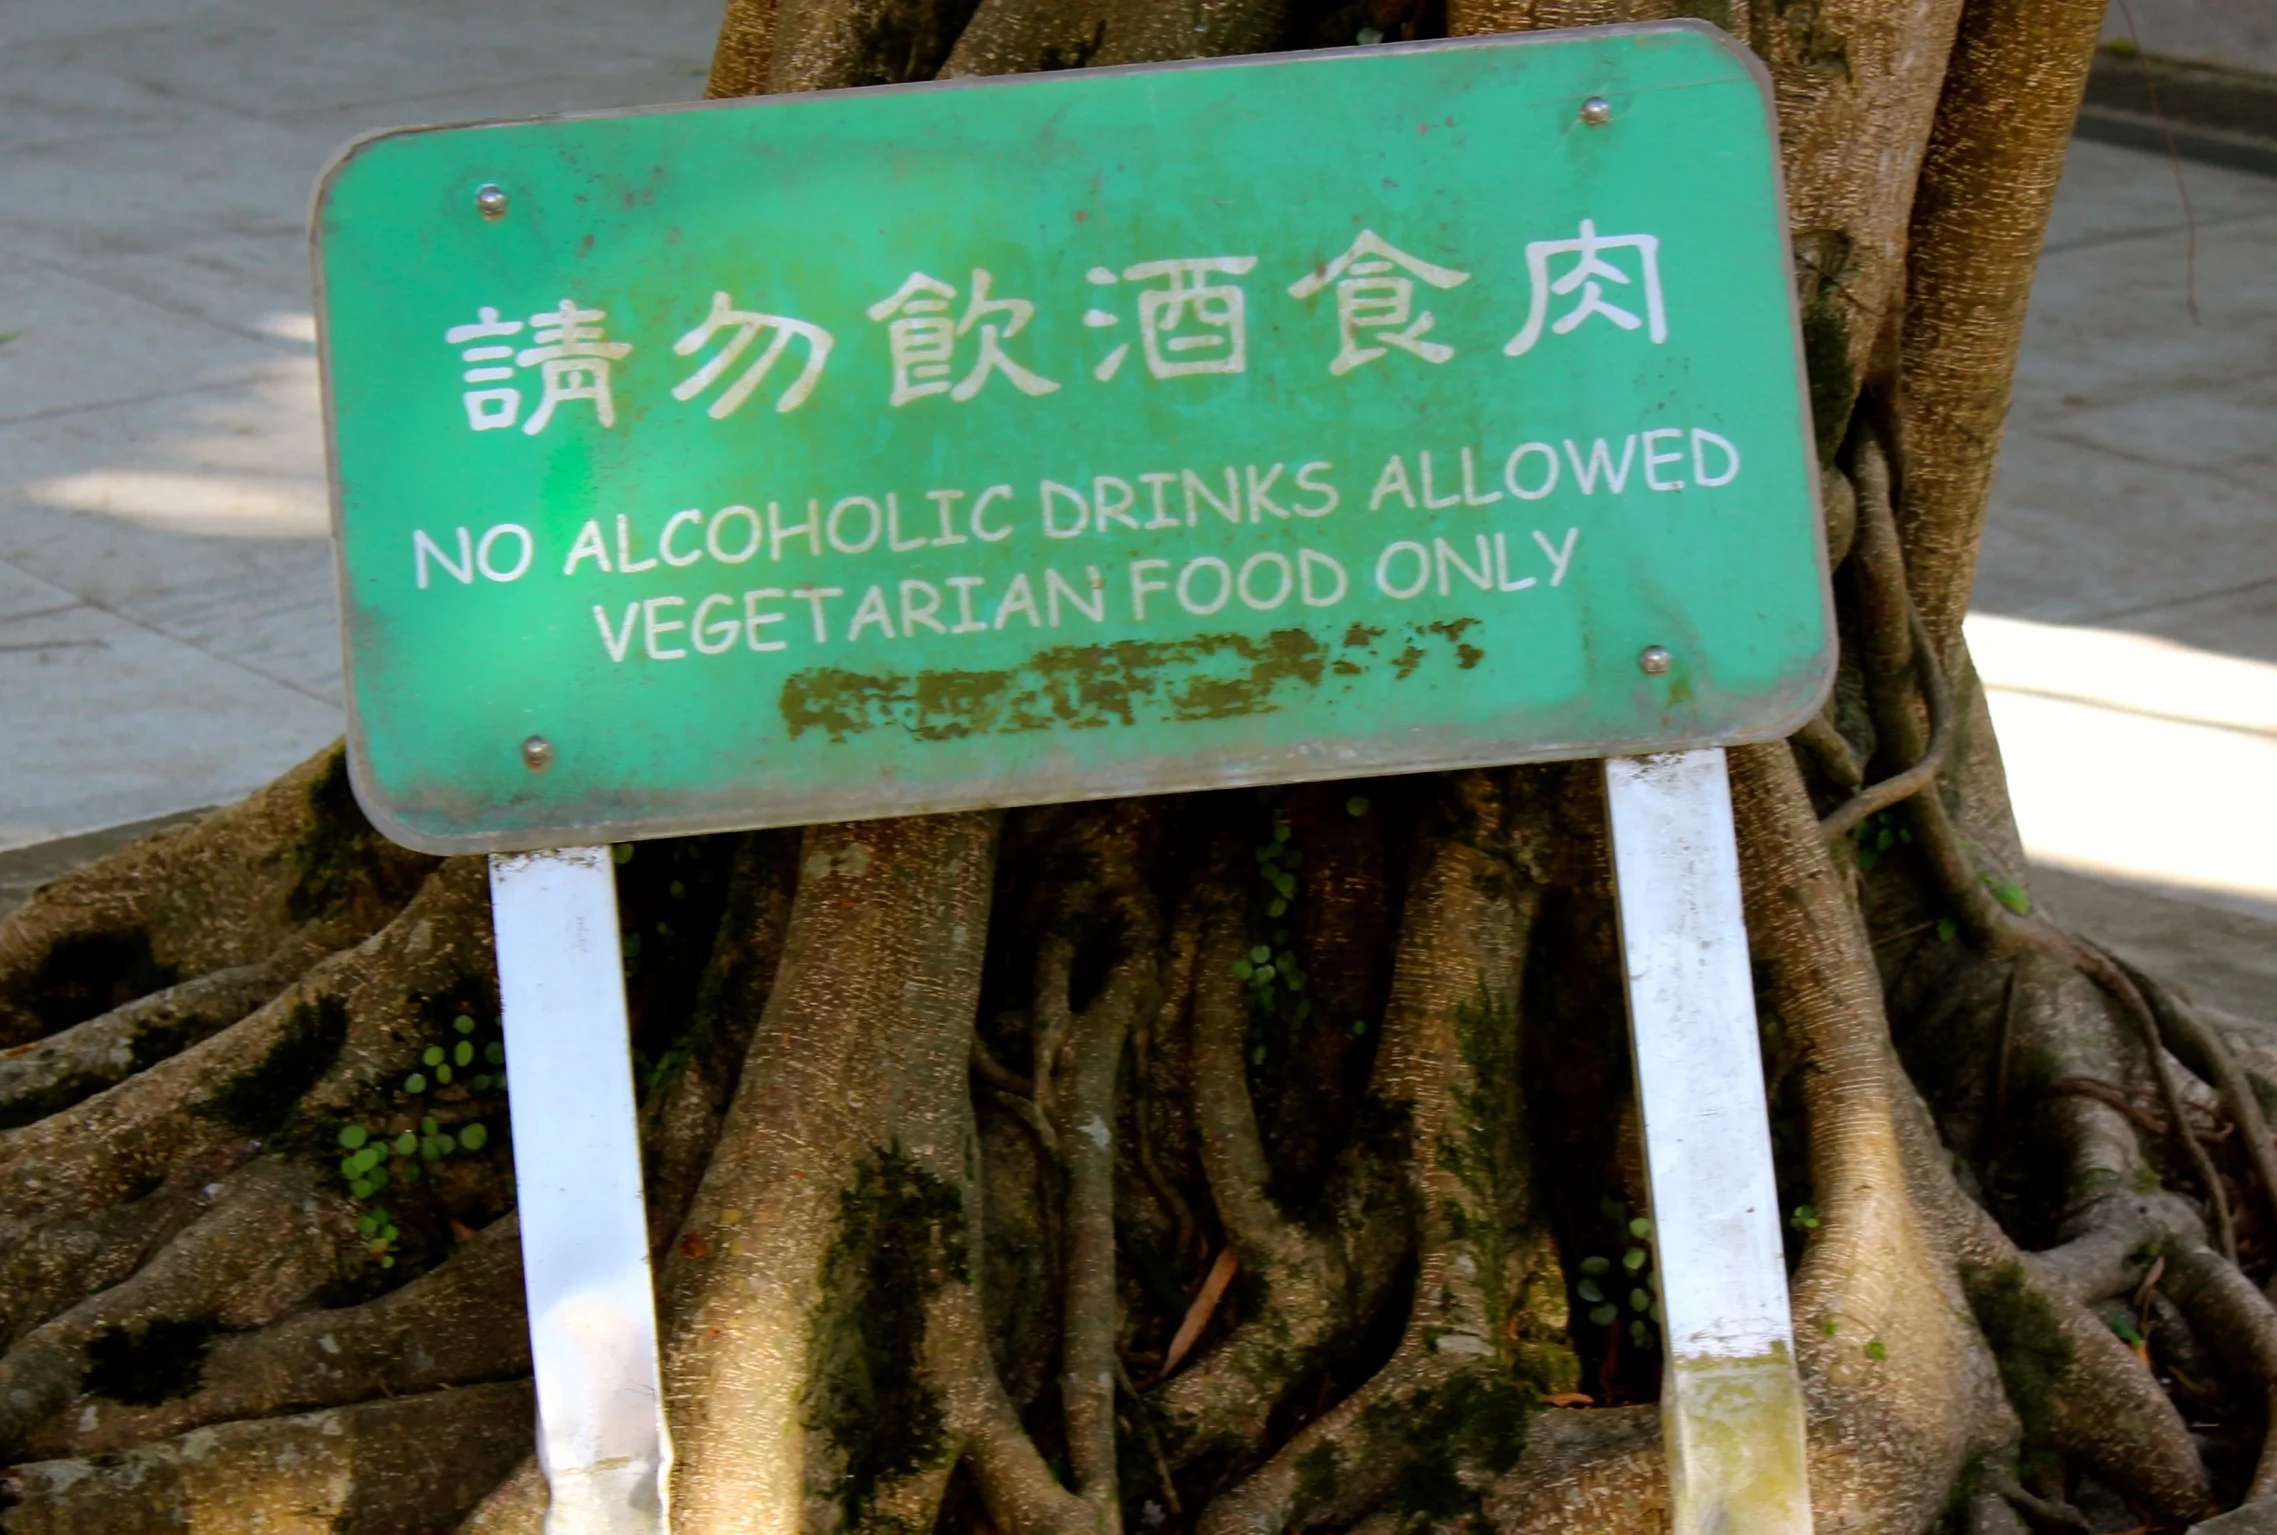 請勿飲酒食肉
NO ALCOHOLIC DRINKS ALLOWED
VEGETARIAN FOOD ONLY